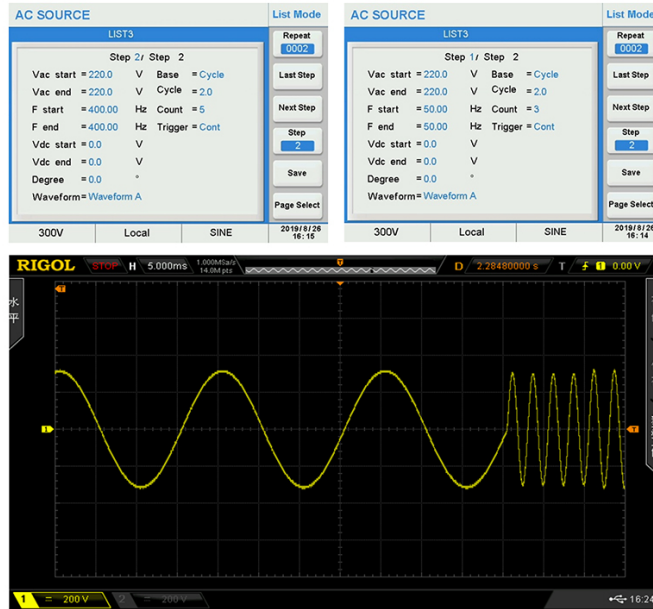 AC SOURCE
List Mode
LIST3
Repeat
0002
Step 2/ Step 2
Vac start =220.0 V Base =Cycle
Last Step
Vac end =220.0 V Cycle =2.0
F start =400.00 Hz Count =5
Next Step
F end =400.00 Hz Trigger =Cont
Vdc start =0.0 V
Step
2
Vdc end =0.0 V
Degree =0.0 °
Save
Waveform=Waveform A
Page Select
300V Local SINE
2019/8/26
16:15
AC SOURCE
List Mode
LIST3
Repeat
0002
Step 1/ Step 2
Vac start =220.0 V Base =Cycle
Last Step
Vac end =220.0 V Cycle =2.0
F start =50.00 Hz Count =3
Next Step
F end =50.00 Hz Trigger =Cont
Vdc start =0.0 V
Step
2
Vdc end =0.0 V
Degree =0.0 °
Save
Waveform=Waveform A
Page Select
300V Local SINE
2019/8/26
16:14
RIGOL STOP H 5.000ms 1.000MSa/s D 2.28480000 s T 1 0.00 V
14.0M pts
水平
T
1
T
1 = 200 V 2 = 200 V 16:24